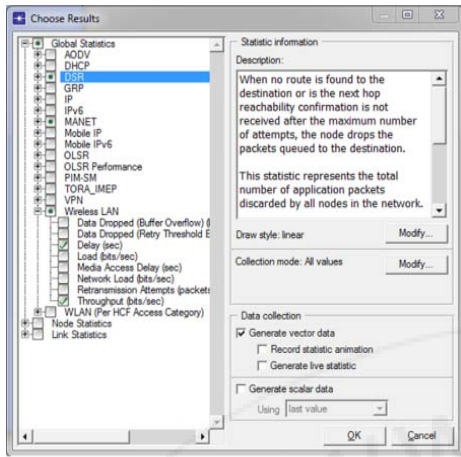 Choose Results
Global Statistics
AODV
DHCP
DSR
GRP
IP
IPv6
MANET
Mobile IP
Mobile IPv6
OLSR
OLSR Performance
PIM-SM
TORA_IMEP
VPN
Wireless LAN
Data Dropped (Buffer Overflow) (
Data Dropped (Retry Threshold E
Delay (sec)
Load (bits/sec)
Media Access Delay (sec)
Network Load (bits/sec)
Retransmission Attempts (packets
Throughput (bits/sec)
WLAN (Per HCF Access Category)
Node Statistics
Link Statistics
Statistic information
Description:
When no route is found to the
destination or is the next hop
reachability confirmation is not
received after the maximum number
of attempts, the node drops the
packets queued to the destination.
This statistic represents the total
number of application packets
discarded by all nodes in the network.
Draw style: linear
Modify...
Collection mode: All values
Modify...
Data collection
Generate vector data
Record statistic animation
Generate live statistic
Generate scalar data
Using last value
OK
Cancel